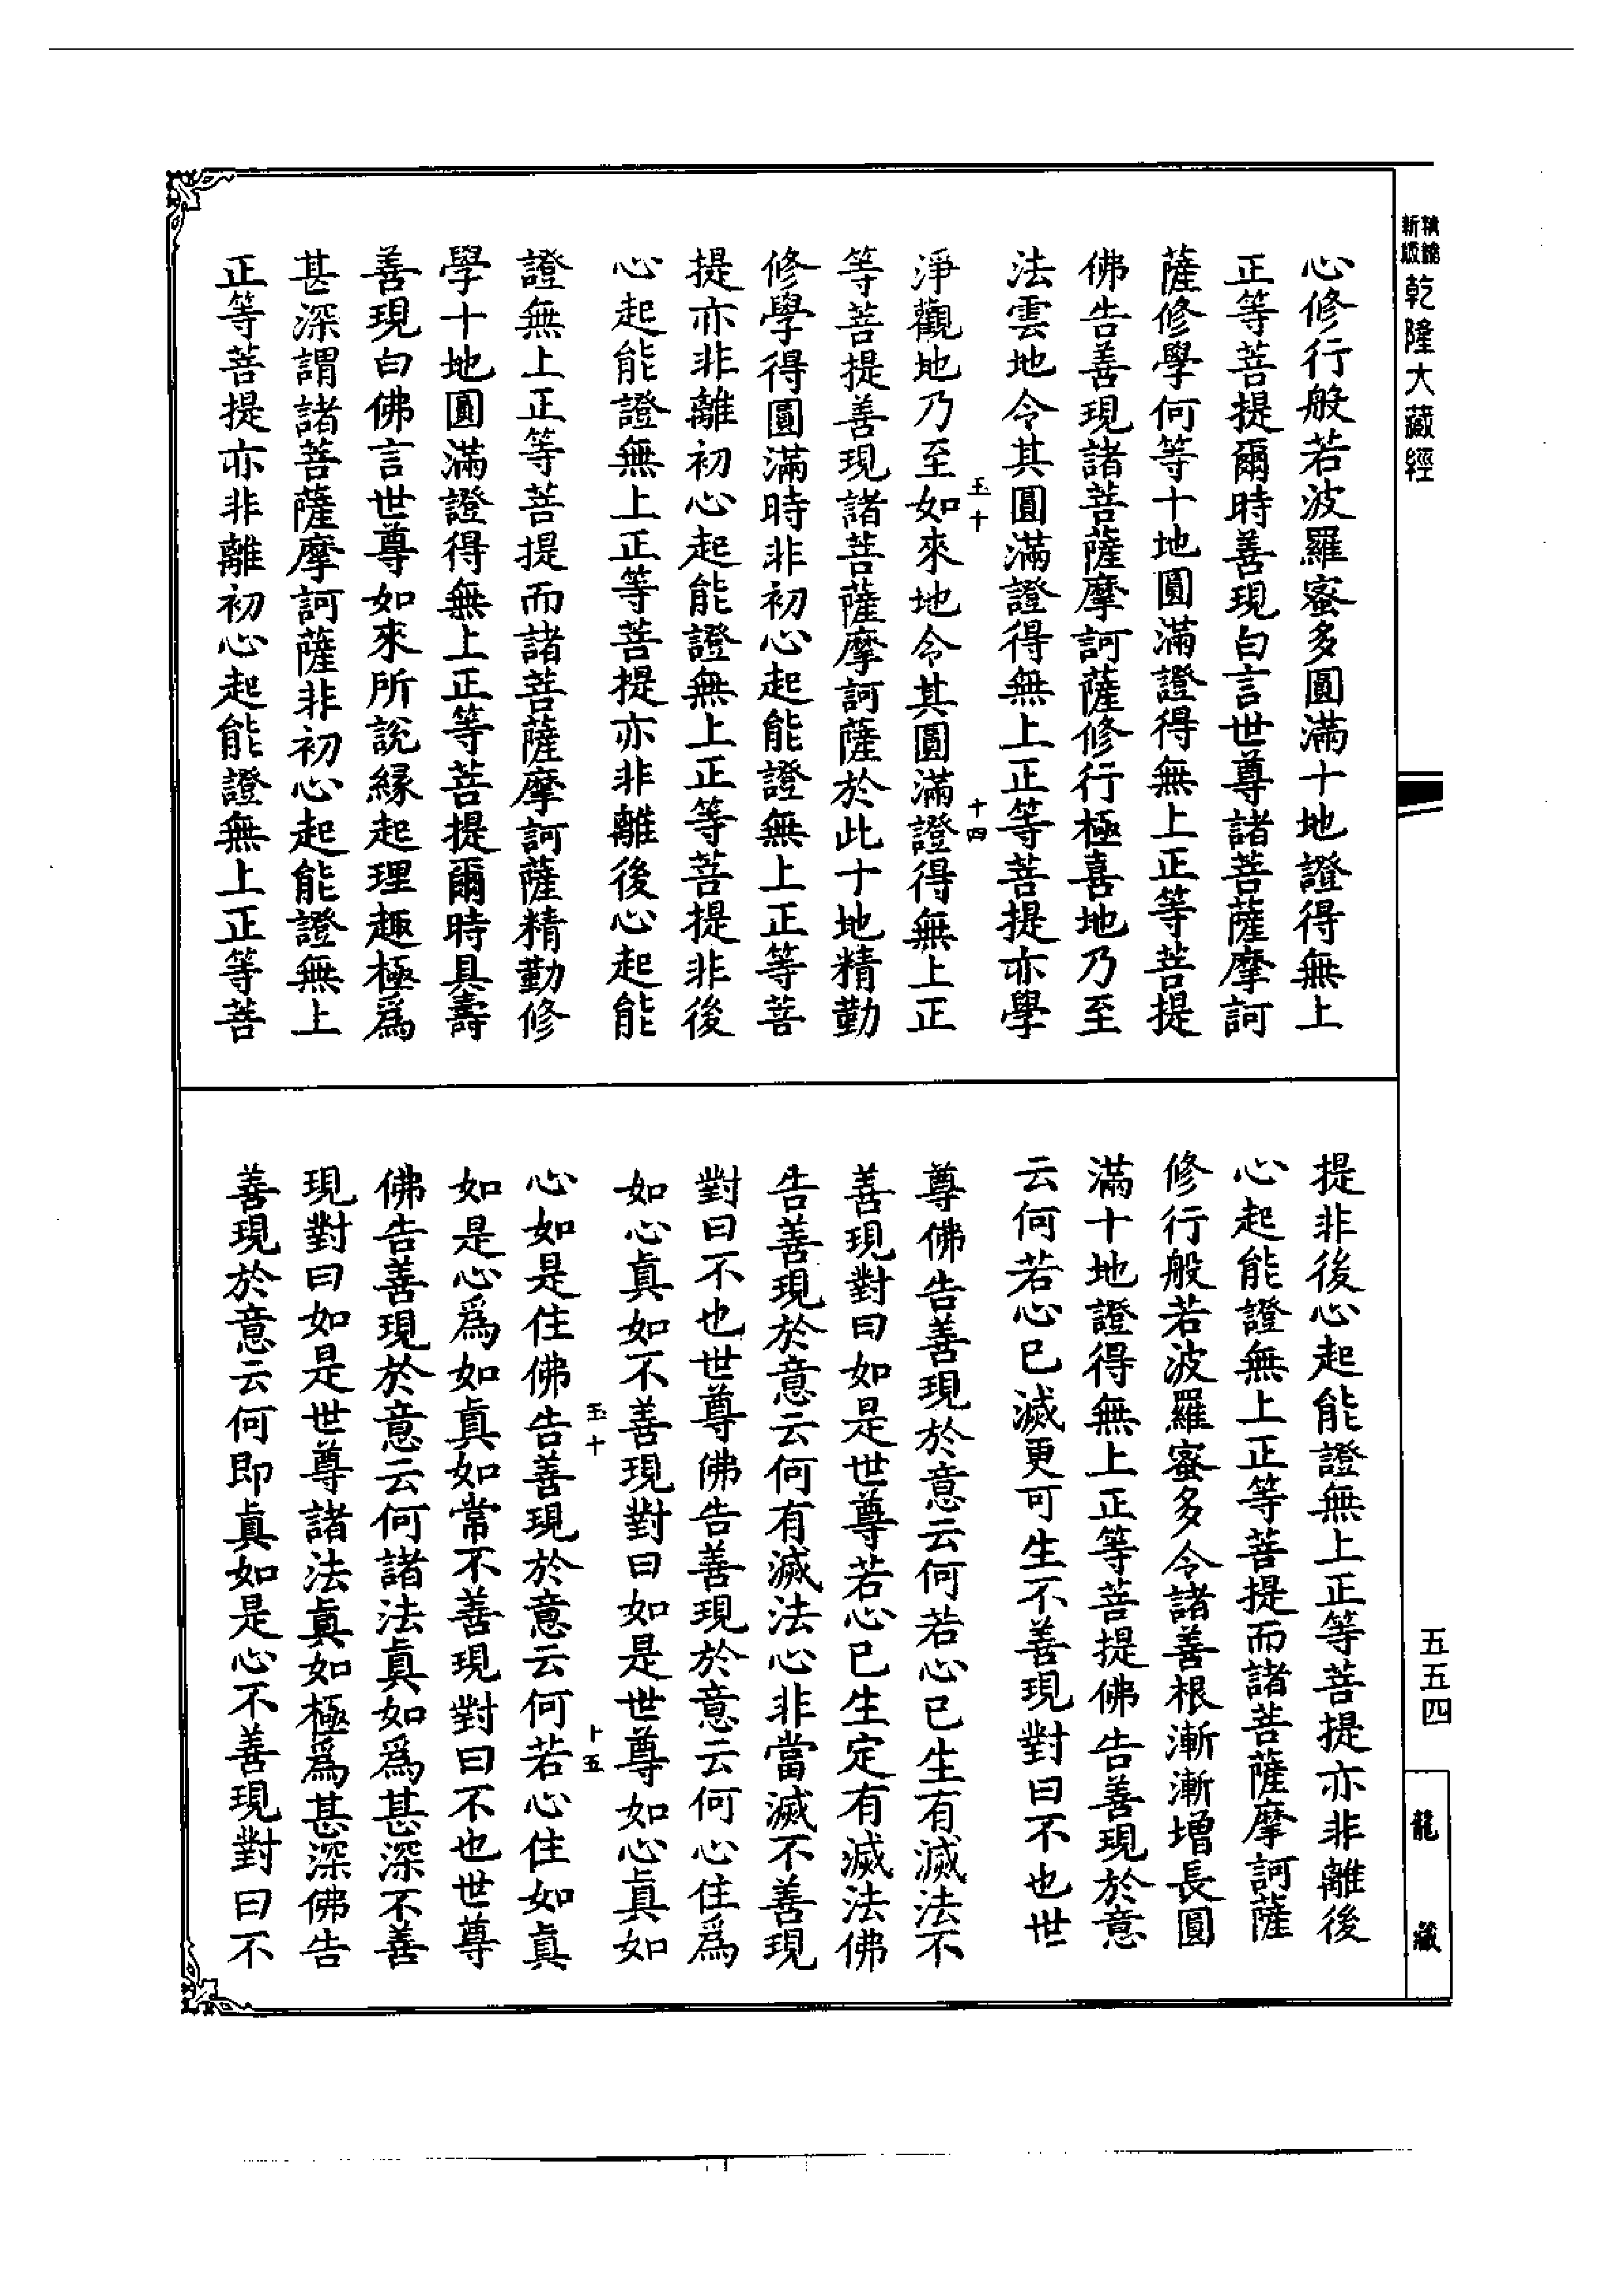 新版
精縮
乾隆大藏經
心修行般若波羅蜜多圓滿十地證得無上
正等菩提爾時善現白言世尊諸菩薩摩訶
薩修學何等十地圓滿證得無上正等菩提
佛告善現諸菩薩摩訶薩修行極喜地乃至
法雲地令其圓滿證得無上正等菩提亦學
玉十
十四
淨觀地乃至如來地令其圓滿證得無上正
等菩提善現諸菩薩摩訶薩於此十地精勤
修學得圓滿時非初心起能證無上正等菩
提亦非離初心起能證無上正等菩提非後
心起能證無上正等菩提亦非離後心起能
證無上正等菩提而諸菩薩摩訶薩精勤修
學十地圓滿證得無上正等菩提爾時具壽
善現白佛言世尊如來所說緣起理趣極爲
甚深謂諸菩薩摩訶薩非初心起能證無上
正等菩提亦非離初心起能證無上正等菩
提非後心起能證無上正等菩提亦非離後
心起能證無上正等菩提而諸菩薩摩訶薩
修行般若波羅蜜多令諸善根漸漸增長圓
滿十地證得無上正等菩提佛告善現於意
云何若心已滅更可生不善現對曰不也世
尊佛告善現於意云何若心已生有滅法不
善現對曰如是世尊若心已生定有滅法佛
告善現於意云何有滅法心非當滅不善現
對曰不也世尊佛告善現於意云何心住爲
如心真如不善現對曰如是世尊如心真如
玉十
十五
心如是住佛告善現於意云何若心住如真
如是心爲如真如常不善現對曰不也世尊
佛告善現於意云何諸法真如爲甚深不善
現對曰如是世尊諸法真如極爲甚深佛告
善現於意云何即真如是心不善現對曰不
五五四
龍藏